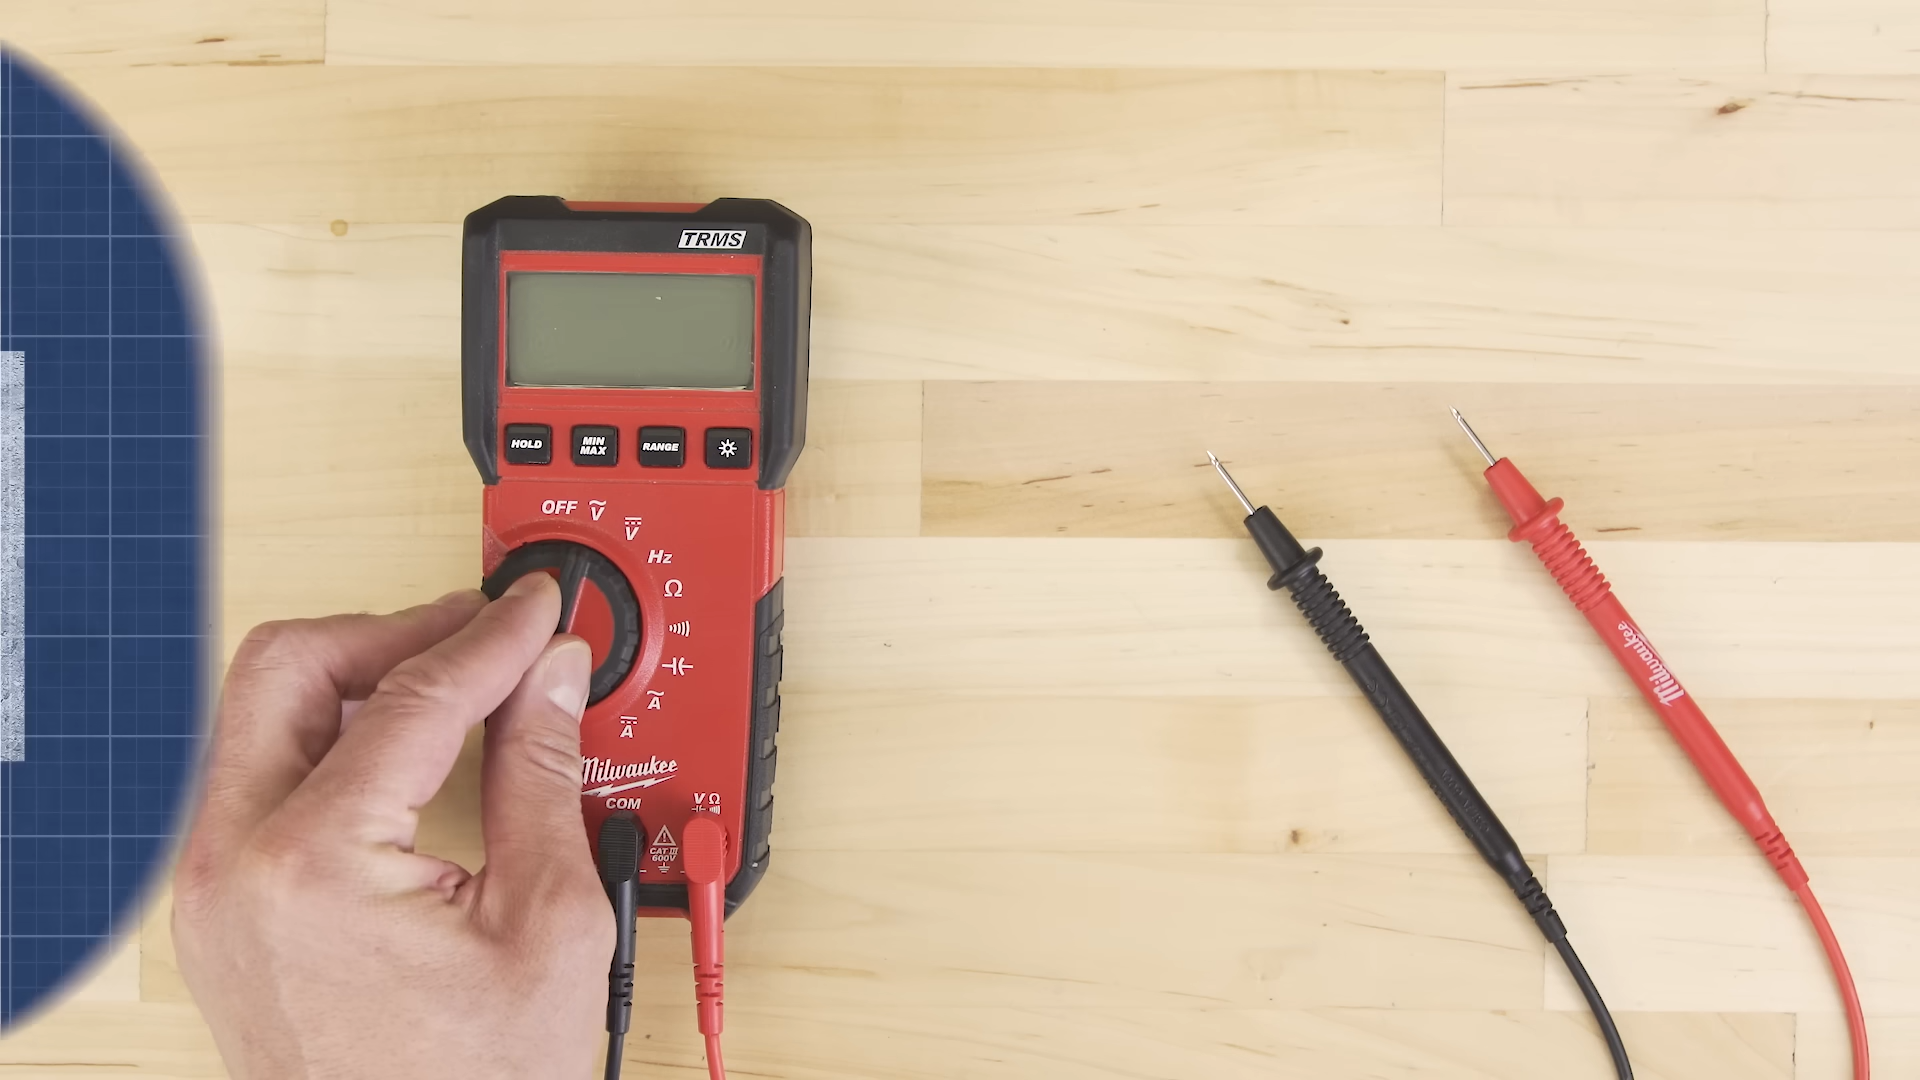 TRMS
HOLD
MIN
MAX
RANGE
OFF
V
V
Hz
Ω
A
A
Milwaukee
COM
V Ω
CAT III
600V
Milwaukee